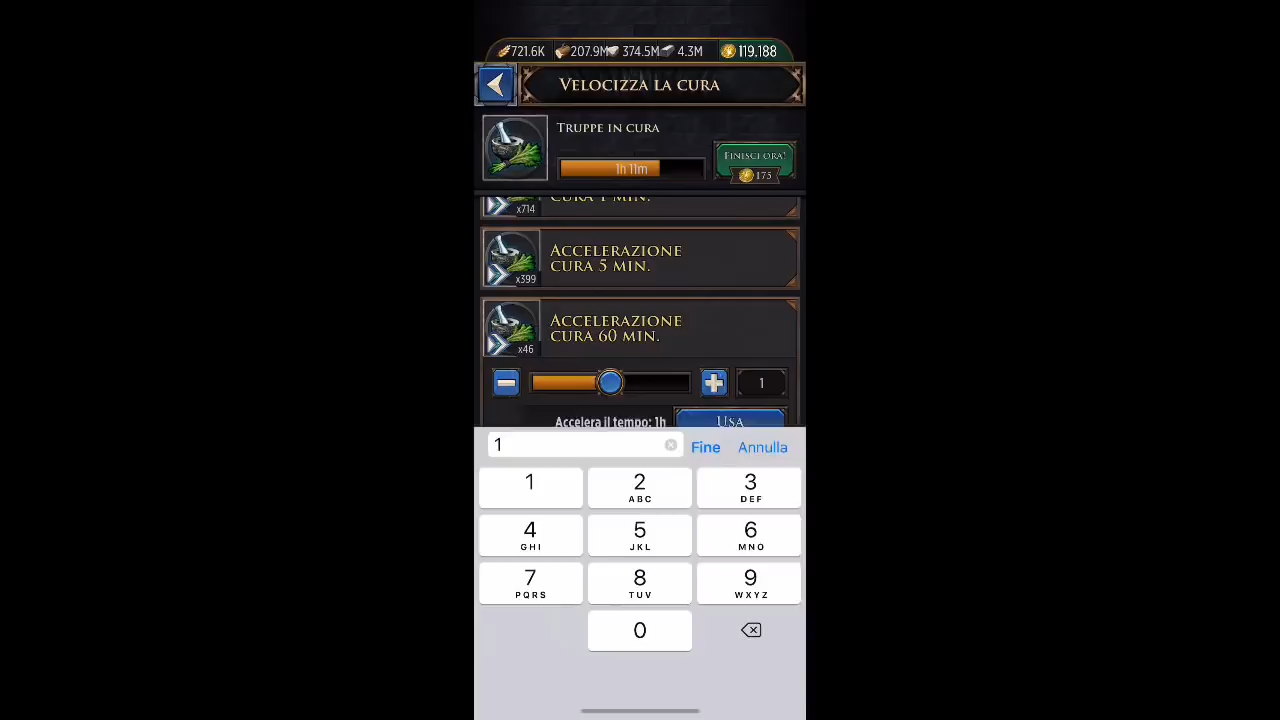 721.6K 207.9M 374.5M 4.3M 119,188
VELOCIZZA LA CURA
TRUPPE IN CURA
1h 11m
FINISCI ORA!
175
CURA 1 MIN.
x714
ACCELERAZIONE
CURA 5 MIN.
x399
ACCELERAZIONE
CURA 60 MIN.
x46
1
Accelera il tempo: 1h USA
1 Fine Annulla
1 2 3
ABC DEF
4 5 6
GHI JKL MNO
7 8 9
PQRS TUV WXYZ
0